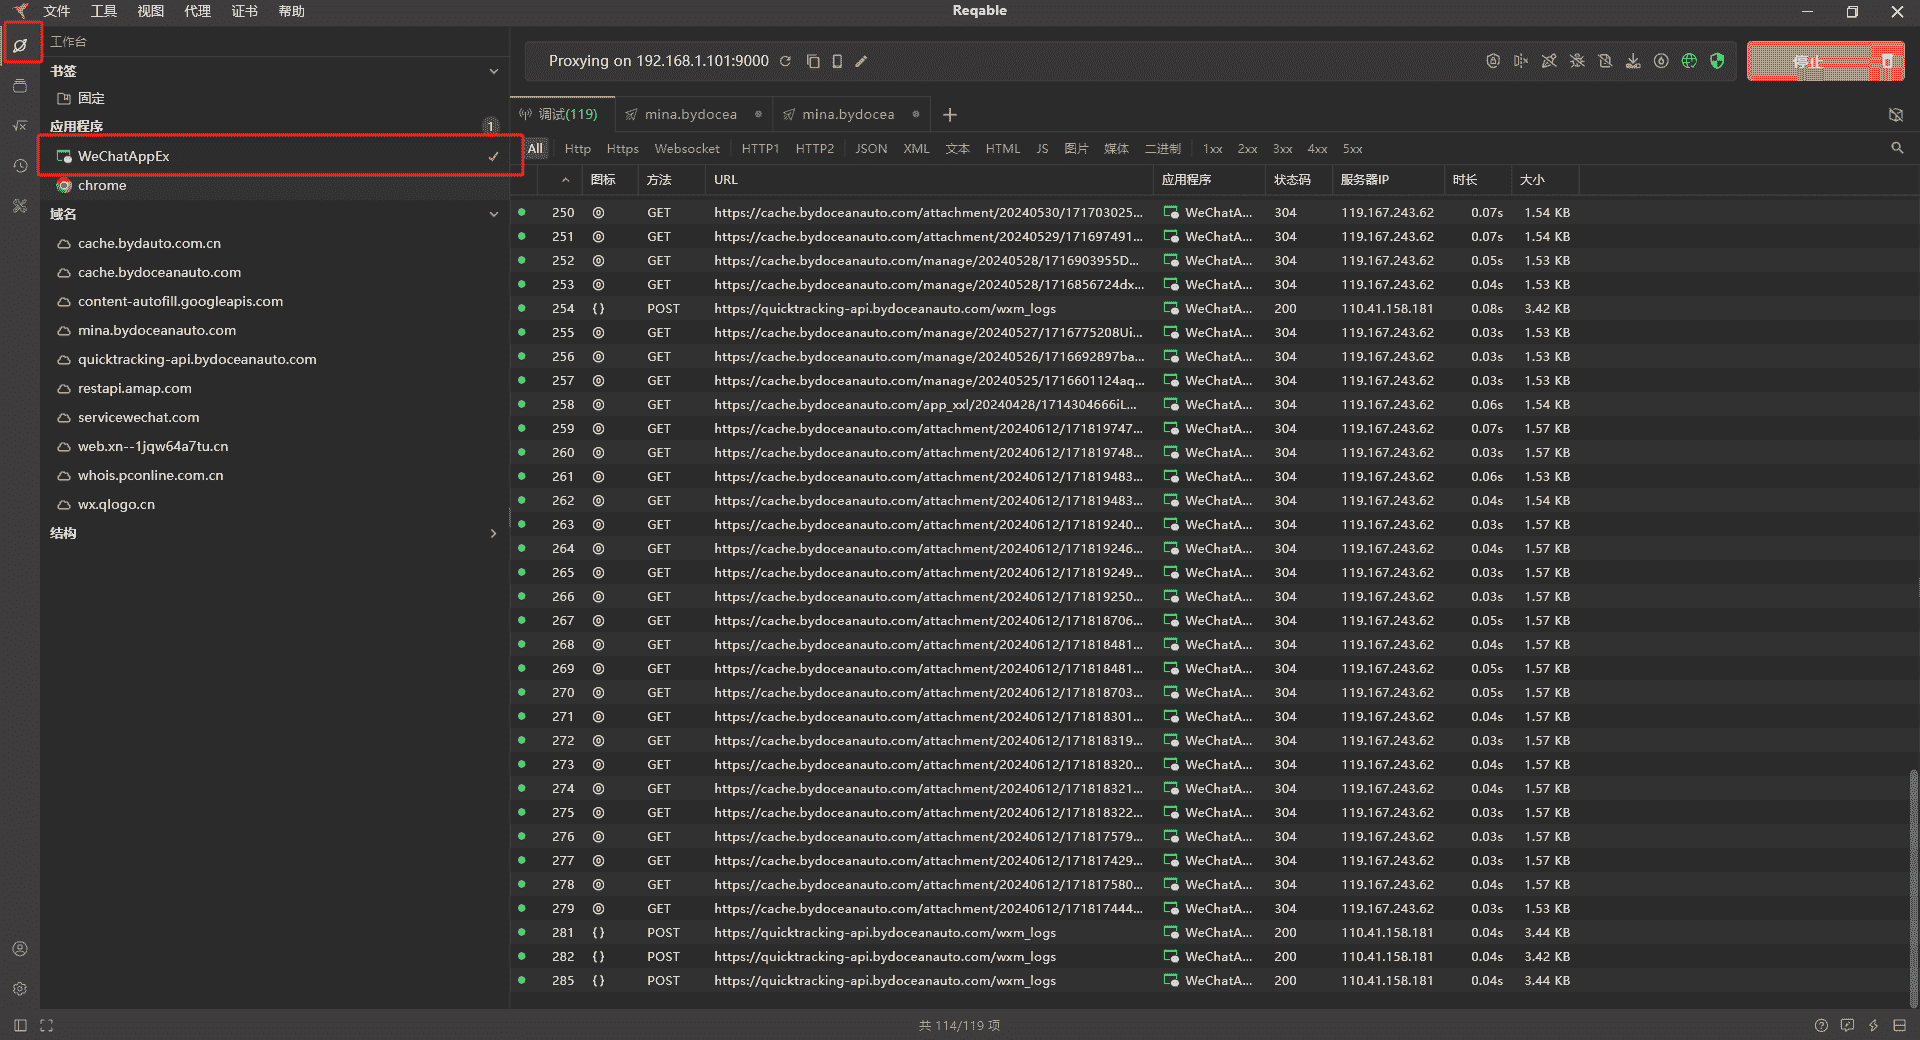 文件 工具 视图 代理 证书 帮助 Reqable
工作台
书签
固定
应用程序 1
WeChatAppEx
chrome
域名
cache.bydauto.com.cn
cache.bydoceanauto.com
content-autofill.googleapis.com
mina.bydoceanauto.com
quicktracking-api.bydoceanauto.com
restapi.amap.com
servicewechat.com
web.xn--1jqw64a7tu.cn
whois.pconline.com.cn
wx.qlogo.cn
结构
Proxying on 192.168.1.101:9000 停止
调试(119) mina.bydocea mina.bydocea
All Http Https Websocket HTTP1 HTTP2 JSON XML 文本 HTML JS 图片 媒体 二进制 1xx 2xx 3xx 4xx 5xx
图标 方法 URL 应用程序 状态码 服务器IP 时长 大小
250 GET https://cache.bydoceanauto.com/attachment/20240530/171703025... WeChatA... 304 119.167.243.62 0.07s 1.54 KB
251 GET https://cache.bydoceanauto.com/attachment/20240529/171697491... WeChatA... 304 119.167.243.62 0.07s 1.54 KB
252 GET https://cache.bydoceanauto.com/manage/20240528/1716903955D... WeChatA... 304 119.167.243.62 0.05s 1.53 KB
253 GET https://cache.bydoceanauto.com/manage/20240528/1716856724dx... WeChatA... 304 119.167.243.62 0.04s 1.53 KB
254 {} POST https://quicktracking-api.bydoceanauto.com/wxm_logs WeChatA... 200 110.41.158.181 0.08s 3.42 KB
255 GET https://cache.bydoceanauto.com/manage/20240527/1716775208Ui... WeChatA... 304 119.167.243.62 0.03s 1.53 KB
256 GET https://cache.bydoceanauto.com/manage/20240526/1716692897ba... WeChatA... 304 119.167.243.62 0.03s 1.53 KB
257 GET https://cache.bydoceanauto.com/manage/20240525/1716601124aq... WeChatA... 304 119.167.243.62 0.03s 1.53 KB
258 GET https://cache.bydoceanauto.com/app_xxl/20240428/1714304666iL... WeChatA... 304 119.167.243.62 0.06s 1.54 KB
259 GET https://cache.bydoceanauto.com/attachment/20240612/171819747... WeChatA... 304 119.167.243.62 0.07s 1.57 KB
260 GET https://cache.bydoceanauto.com/attachment/20240612/171819748... WeChatA... 304 119.167.243.62 0.03s 1.57 KB
261 GET https://cache.bydoceanauto.com/attachment/20240612/171819483... WeChatA... 304 119.167.243.62 0.06s 1.53 KB
262 GET https://cache.bydoceanauto.com/attachment/20240612/171819483... WeChatA... 304 119.167.243.62 0.04s 1.54 KB
263 GET https://cache.bydoceanauto.com/attachment/20240612/171819240... WeChatA... 304 119.167.243.62 0.03s 1.57 KB
264 GET https://cache.bydoceanauto.com/attachment/20240612/171819246... WeChatA... 304 119.167.243.62 0.04s 1.57 KB
265 GET https://cache.bydoceanauto.com/attachment/20240612/171819249... WeChatA... 304 119.167.243.62 0.03s 1.57 KB
266 GET https://cache.bydoceanauto.com/attachment/20240612/171819250... WeChatA... 304 119.167.243.62 0.03s 1.57 KB
267 GET https://cache.bydoceanauto.com/attachment/20240612/171818706... WeChatA... 304 119.167.243.62 0.05s 1.57 KB
268 GET https://cache.bydoceanauto.com/attachment/20240612/171818481... WeChatA... 304 119.167.243.62 0.04s 1.57 KB
269 GET https://cache.bydoceanauto.com/attachment/20240612/171818481... WeChatA... 304 119.167.243.62 0.05s 1.57 KB
270 GET https://cache.bydoceanauto.com/attachment/20240612/171818703... WeChatA... 304 119.167.243.62 0.05s 1.57 KB
271 GET https://cache.bydoceanauto.com/attachment/20240612/171818301... WeChatA... 304 119.167.243.62 0.04s 1.57 KB
272 GET https://cache.bydoceanauto.com/attachment/20240612/171818319... WeChatA... 304 119.167.243.62 0.03s 1.57 KB
273 GET https://cache.bydoceanauto.com/attachment/20240612/171818320... WeChatA... 304 119.167.243.62 0.04s 1.57 KB
274 GET https://cache.bydoceanauto.com/attachment/20240612/171818321... WeChatA... 304 119.167.243.62 0.04s 1.57 KB
275 GET https://cache.bydoceanauto.com/attachment/20240612/171818322... WeChatA... 304 119.167.243.62 0.03s 1.57 KB
276 GET https://cache.bydoceanauto.com/attachment/20240612/171817579... WeChatA... 304 119.167.243.62 0.03s 1.57 KB
277 GET https://cache.bydoceanauto.com/attachment/20240612/171817429... WeChatA... 304 119.167.243.62 0.03s 1.57 KB
278 GET https://cache.bydoceanauto.com/attachment/20240612/171817580... WeChatA... 304 119.167.243.62 0.04s 1.57 KB
279 GET https://cache.bydoceanauto.com/attachment/20240612/171817444... WeChatA... 304 119.167.243.62 0.03s 1.53 KB
281 {} POST https://quicktracking-api.bydoceanauto.com/wxm_logs WeChatA... 200 110.41.158.181 0.04s 3.44 KB
282 {} POST https://quicktracking-api.bydoceanauto.com/wxm_logs WeChatA... 200 110.41.158.181 0.04s 3.42 KB
285 {} POST https://quicktracking-api.bydoceanauto.com/wxm_logs WeChatA... 200 110.41.158.181 0.04s 3.44 KB
共 114/119 项